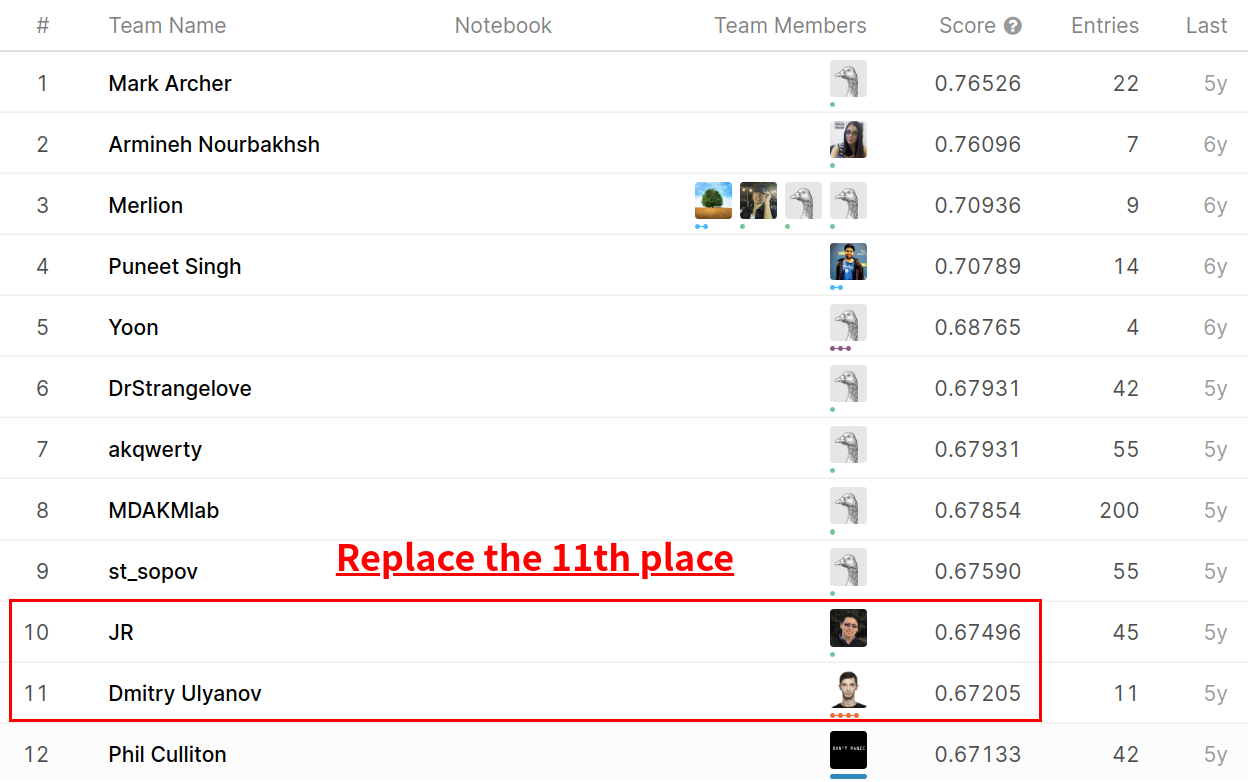 # Team Name Notebook Team Members Score ? Entries Last
1 Mark Archer 0.76526 22 5y
2 Armineh Nourbakhsh 0.76096 7 6y
3 Merlion 0.70936 9 6y
4 Puneet Singh 0.70789 14 6y
5 Yoon 0.68765 4 6y
6 DrStrangelove 0.67931 42 5y
7 akqwerty 0.67931 55 5y
8 MDAKMlab 0.67854 200 5y
Replace the 11th place
9 st_sopov 0.67590 55 5y
10 JR 0.67496 45 5y
11 Dmitry Ulyanov 0.67205 11 5y
12 Phil Culliton DON'T PANIC 0.67133 42 5y